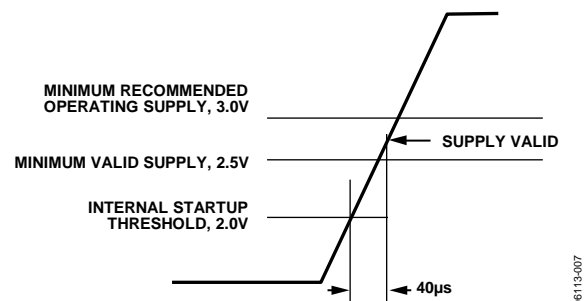 MINIMUM RECOMMENDED
OPERATING SUPPLY, 3.0V
SUPPLY VALID
MINIMUM VALID SUPPLY, 2.5V
INTERNAL STARTUP
THRESHOLD, 2.0V
40µs
6113-007